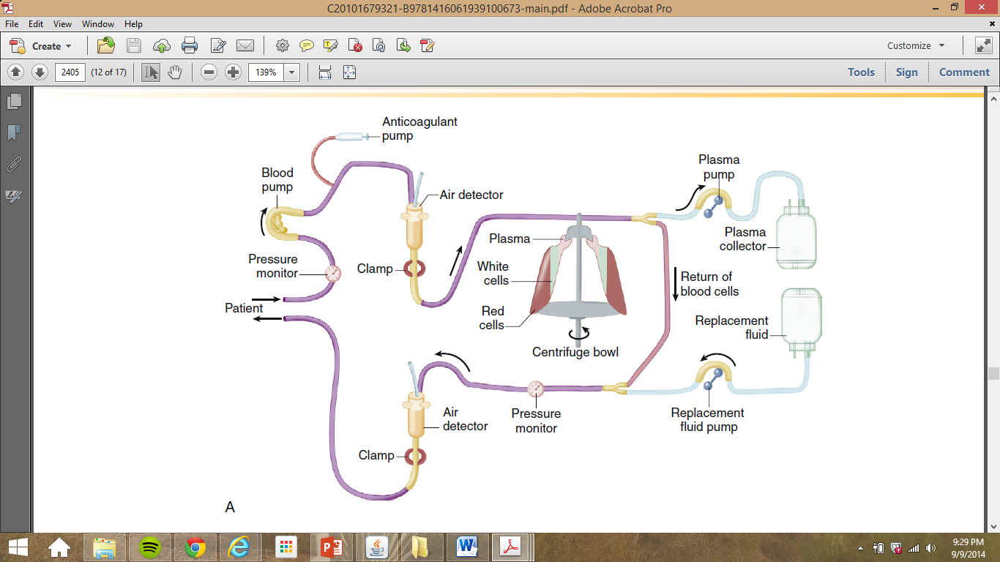 C20101679321-B9781416061939100673-main.pdf - Adobe Acrobat Pro
File Edit View Window Help
Create
Customize
2405 (12 of 17)
139%
Tools Sign Comment
Anticoagulant
pump
Blood
pump
Air detector
Plasma
pump
Plasma
collector
Pressure
monitor
Clamp
Plasma
White
cells
Red
cells
Centrifuge bowl
Return of
blood cells
Patient
Replacement
fluid
Air
detector
Pressure
monitor
Replacement
fluid pump
Clamp
A
9:29 PM
9/9/2014